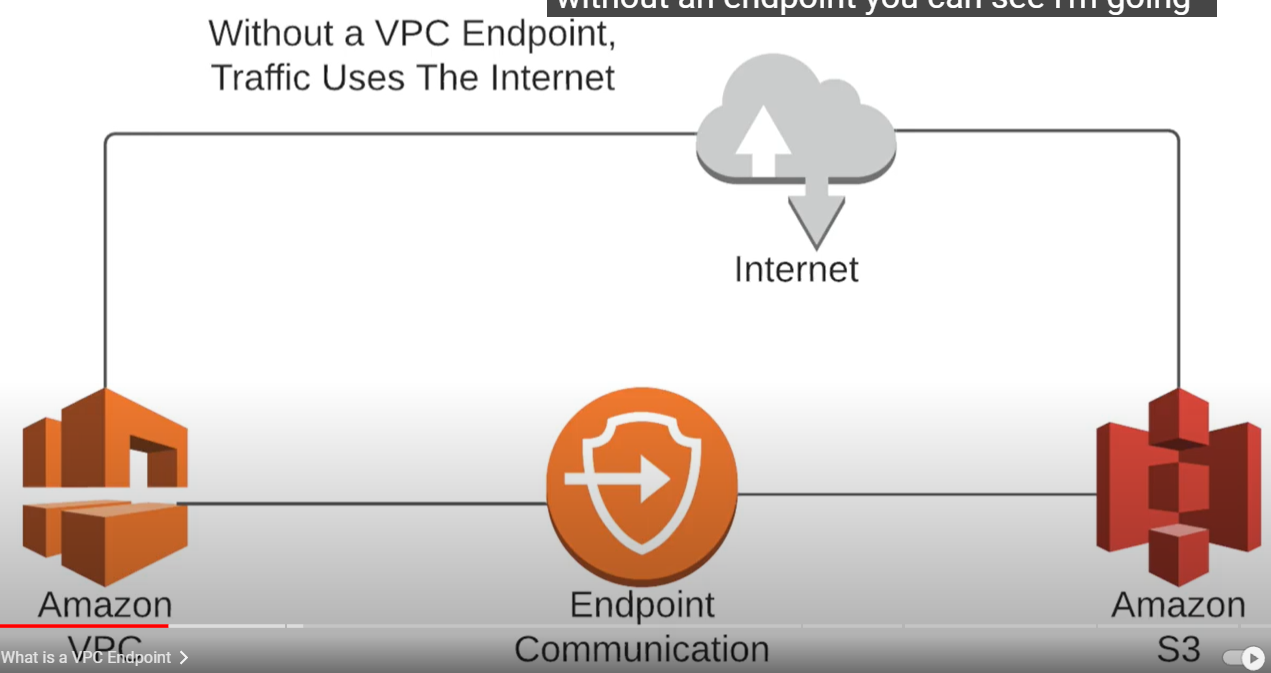 without an endpoint you can see I'm going
Without a VPC Endpoint,
Traffic Uses The Internet
Internet
Amazon
VPC
Endpoint
Communication
Amazon
S3
What is a VPC Endpoint >